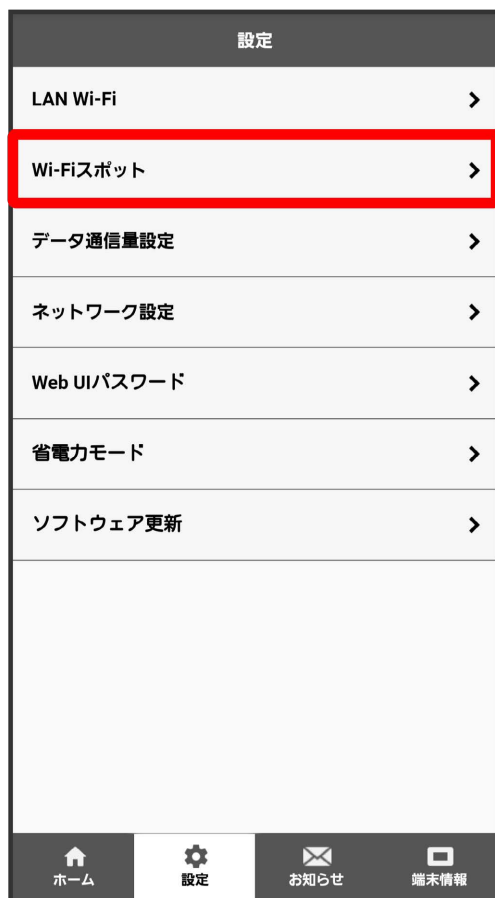 設定
LAN Wi-Fi
Wi-Fiスポット
データ通信量設定
ネットワーク設定
Web UIパスワード
省電力モード
ソフトウェア更新
ホーム
設定
お知らせ
端末情報